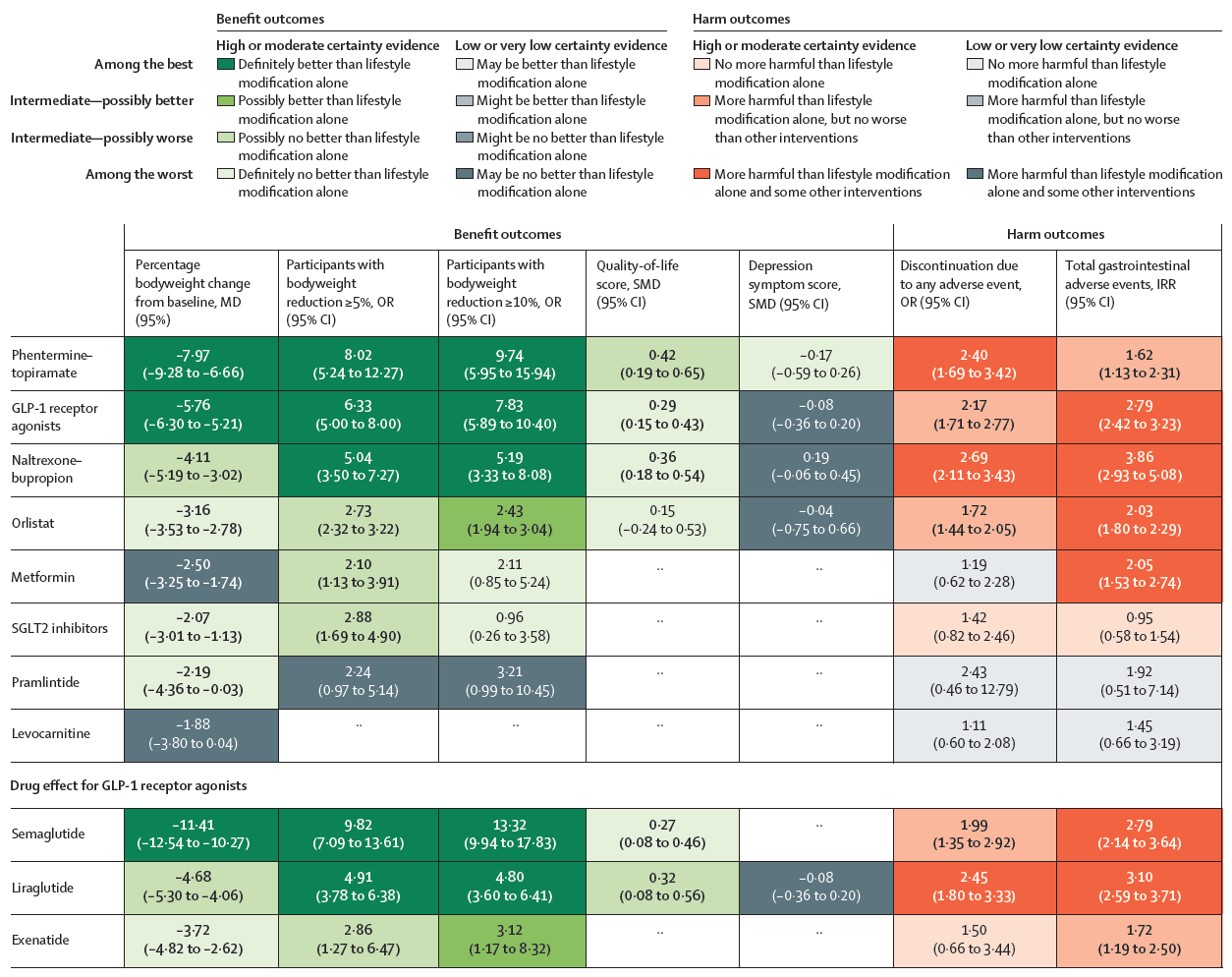 Benefit outcomes
Harm outcomes
High or moderate certainty evidence
Low or very low certainty evidence
High or moderate certainty evidence
Low or very low certainty evidence
Among the best
Definitely better than lifestyle
modification alone
May be better than lifestyle
modification alone
No more harmful than lifestyle
modification alone
No more harmful than lifestyle
modification alone
Intermediate—possibly better
Possibly better than lifestyle
modification alone
Might be better than lifestyle
modification alone
More harmful than lifestyle
modification alone, but no worse
than other interventions
More harmful than lifestyle
modification alone, but no worse
than other interventions
Intermediate—possibly worse
Possibly no better than lifestyle
modification alone
Might be no better than lifestyle
modification alone
Among the worst
Definitely no better than lifestyle
modification alone
May be no better than lifestyle
modification alone
More harmful than lifestyle modification
alone and some other interventions
More harmful than lifestyle modification
alone and some other interventions
Benefit outcomes
Harm outcomes
Percentage
bodyweight change
from baseline, MD
(95%)
Participants with
bodyweight
reduction ≥5%, OR
(95% CI)
Participants with
bodyweight
reduction ≥10%, OR
(95% CI)
Quality-of-life
score, SMD
(95% CI)
Depression
symptom score,
SMD (95% CI)
Discontinuation due
to any adverse event,
OR (95% CI)
Total gastrointestinal
adverse events, IRR
(95% CI)
Phentermine–
topiramate
−7·97
(−9·28 to −6·66)
8·02
(5·24 to 12·27)
9·74
(5·95 to 15·94)
0·42
(0·19 to 0·65)
−0·17
(−0·59 to 0·26)
2·40
(1·69 to 3·42)
1·62
(1·13 to 2·31)
GLP-1 receptor
agonists
−5·76
(−6·30 to −5·21)
6·33
(5·00 to 8·00)
7·83
(5·89 to 10·40)
0·29
(0·15 to 0·43)
−0·08
(−0·36 to 0·20)
2·17
(1·71 to 2·77)
2·79
(2·42 to 3·23)
Naltrexone–
bupropion
−4·11
(−5·19 to −3·02)
5·04
(3·50 to 7·27)
5·19
(3·33 to 8·08)
0·36
(0·18 to 0·54)
0·19
(−0·06 to 0·45)
2·69
(2·11 to 3·43)
3·86
(2·93 to 5·08)
Orlistat
−3·16
(−3·53 to −2·78)
2·73
(2·32 to 3·22)
2·43
(1·94 to 3·04)
0·15
(−0·24 to 0·53)
−0·04
(−0·75 to 0·66)
1·72
(1·44 to 2·05)
2·03
(1·80 to 2·29)
Metformin
−2·50
(−3·25 to −1·74)
2·10
(1·13 to 3·91)
2·11
(0·85 to 5·24)
··
··
1·19
(0·62 to 2·28)
2·05
(1·53 to 2·74)
SGLT2 inhibitors
−2·07
(−3·01 to −1·13)
2·88
(1·69 to 4·90)
0·96
(0·26 to 3·58)
··
··
1·42
(0·82 to 2·46)
0·95
(0·58 to 1·54)
Pramlintide
−2·19
(−4·36 to −0·03)
2·24
(0·97 to 5·14)
3·21
(0·99 to 10·45)
··
··
2·43
(0·46 to 12·79)
1·92
(0·51 to 7·14)
Levocarnitine
−1·88
(−3·80 to 0·04)
··
··
··
··
1·11
(0·60 to 2·08)
1·45
(0·66 to 3·19)
Drug effect for GLP-1 receptor agonists
Semaglutide
−11·41
(−12·54 to −10·27)
9·82
(7·09 to 13·61)
13·32
(9·94 to 17·83)
0·27
(0·08 to 0·46)
··
1·99
(1·35 to 2·92)
2·79
(2·14 to 3·64)
Liraglutide
−4·68
(−5·30 to −4·06)
4·91
(3·78 to 6·38)
4·80
(3·60 to 6·41)
0·32
(0·08 to 0·56)
−0·08
(−0·36 to 0·20)
2·45
(1·80 to 3·33)
3·10
(2·59 to 3·71)
Exenatide
−3·72
(−4·82 to −2·62)
2·86
(1·27 to 6·47)
3·12
(1·17 to 8·32)
··
··
1·50
(0·66 to 3·44)
1·72
(1·19 to 2·50)